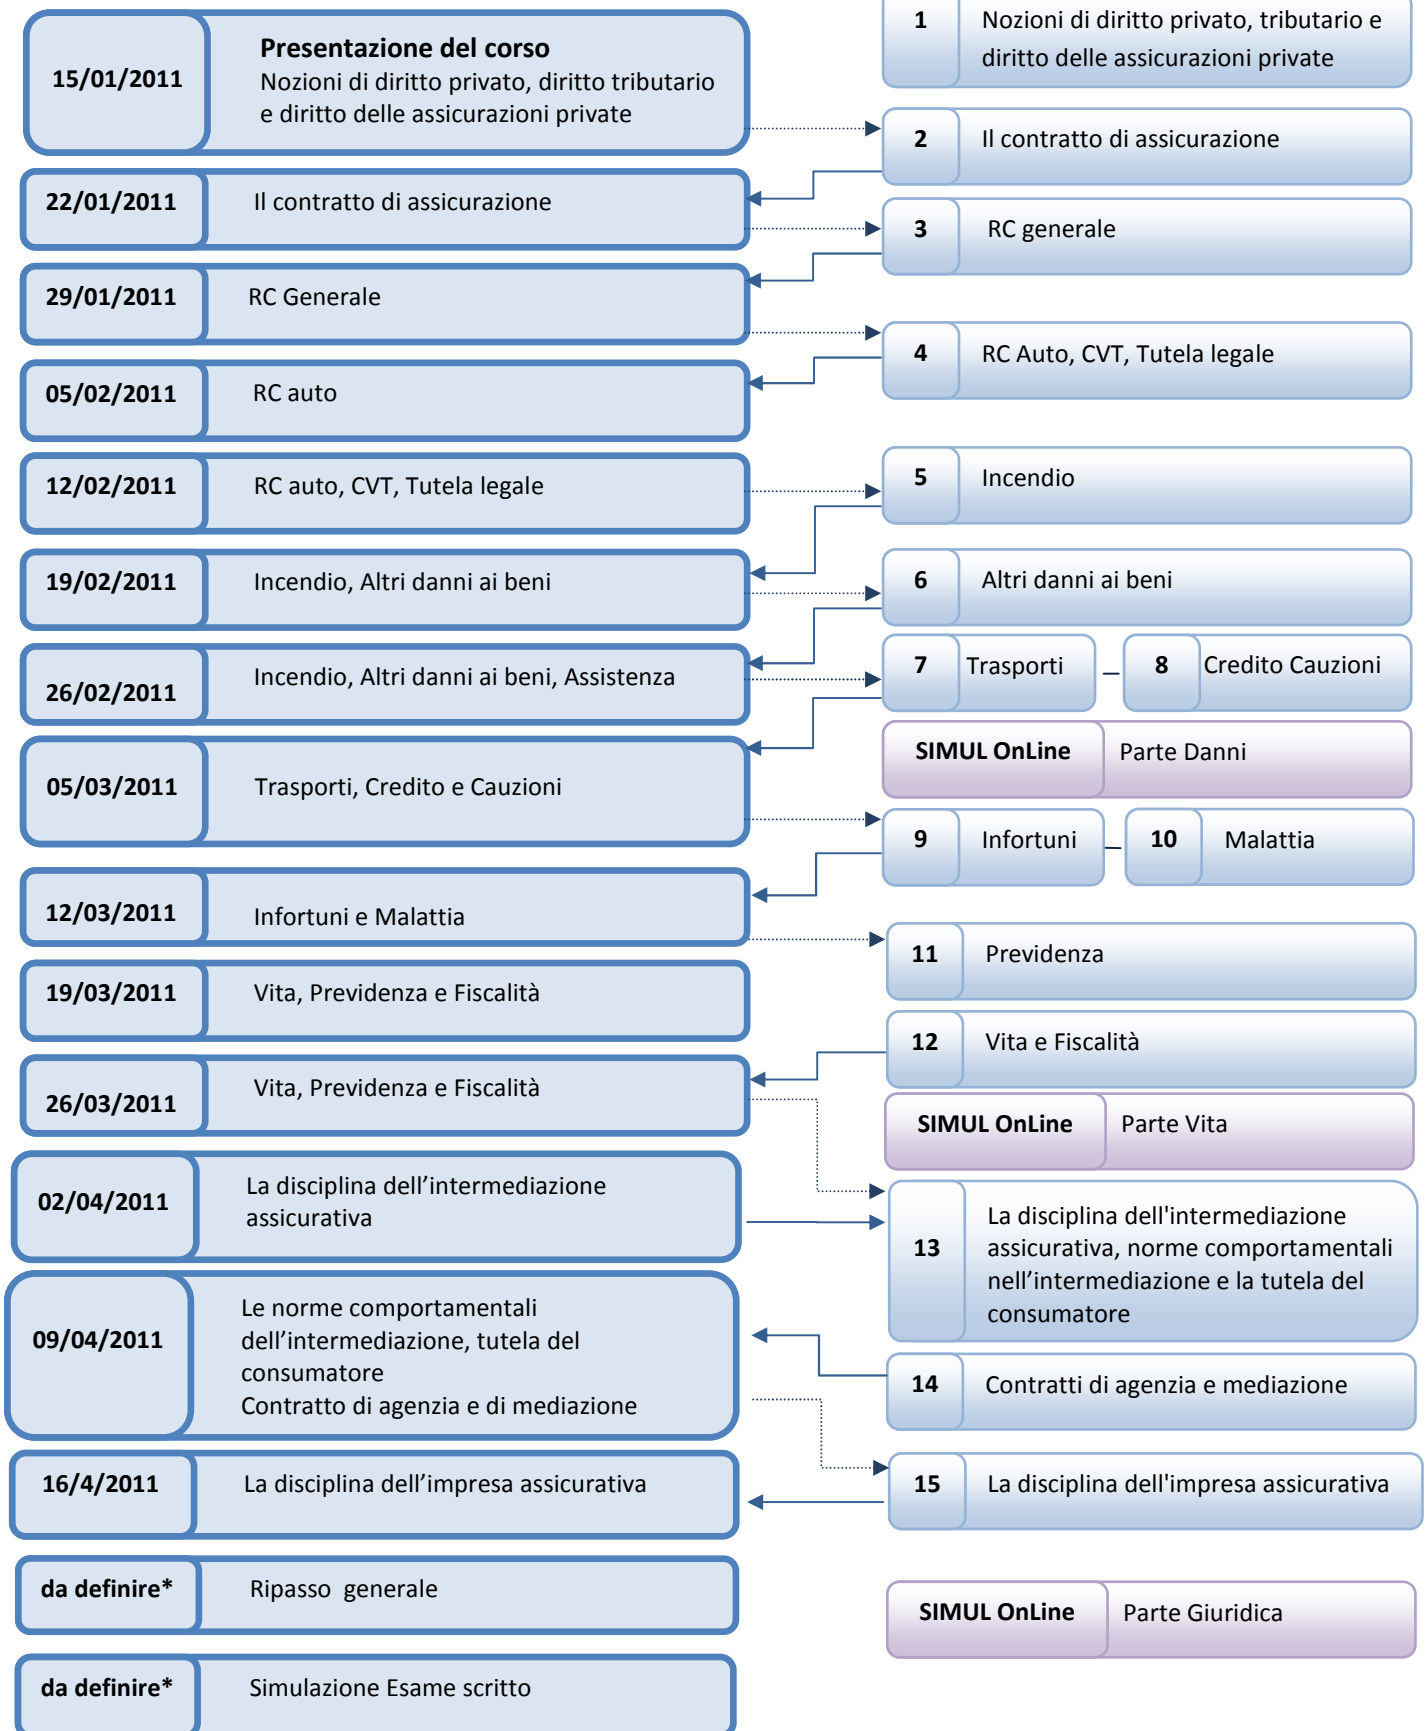 15/01/2011
Presentazione del corso
Nozioni di diritto privato, diritto tributario
e diritto delle assicurazioni private
22/01/2011
Il contratto di assicurazione
29/01/2011
RC Generale
05/02/2011
RC auto
12/02/2011
RC auto, CVT, Tutela legale
19/02/2011
Incendio, Altri danni ai beni
26/02/2011
Incendio, Altri danni ai beni, Assistenza
05/03/2011
Trasporti, Credito e Cauzioni
12/03/2011
Infortuni e Malattia
19/03/2011
Vita, Previdenza e Fiscalità
26/03/2011
Vita, Previdenza e Fiscalità
02/04/2011
La disciplina dell’intermediazione
assicurativa
09/04/2011
Le norme comportamentali
dell’intermediazione, tutela del
consumatore
Contratto di agenzia e di mediazione
16/4/2011
La disciplina dell’impresa assicurativa
da definire*
Ripasso generale
da definire*
Simulazione Esame scritto
1
Nozioni di diritto privato, tributario e
diritto delle assicurazioni private
2
Il contratto di assicurazione
3
RC generale
4
RC Auto, CVT, Tutela legale
5
Incendio
6
Altri danni ai beni
7
Trasporti
–
8
Credito Cauzioni
SIMUL OnLine
Parte Danni
9
Infortuni
–
10
Malattia
11
Previdenza
12
Vita e Fiscalità
SIMUL OnLine
Parte Vita
13
La disciplina dell'intermediazione
assicurativa, norme comportamentali
nell’intermediazione e la tutela del
consumatore
14
Contratti di agenzia e mediazione
15
La disciplina dell'impresa assicurativa
SIMUL OnLine
Parte Giuridica